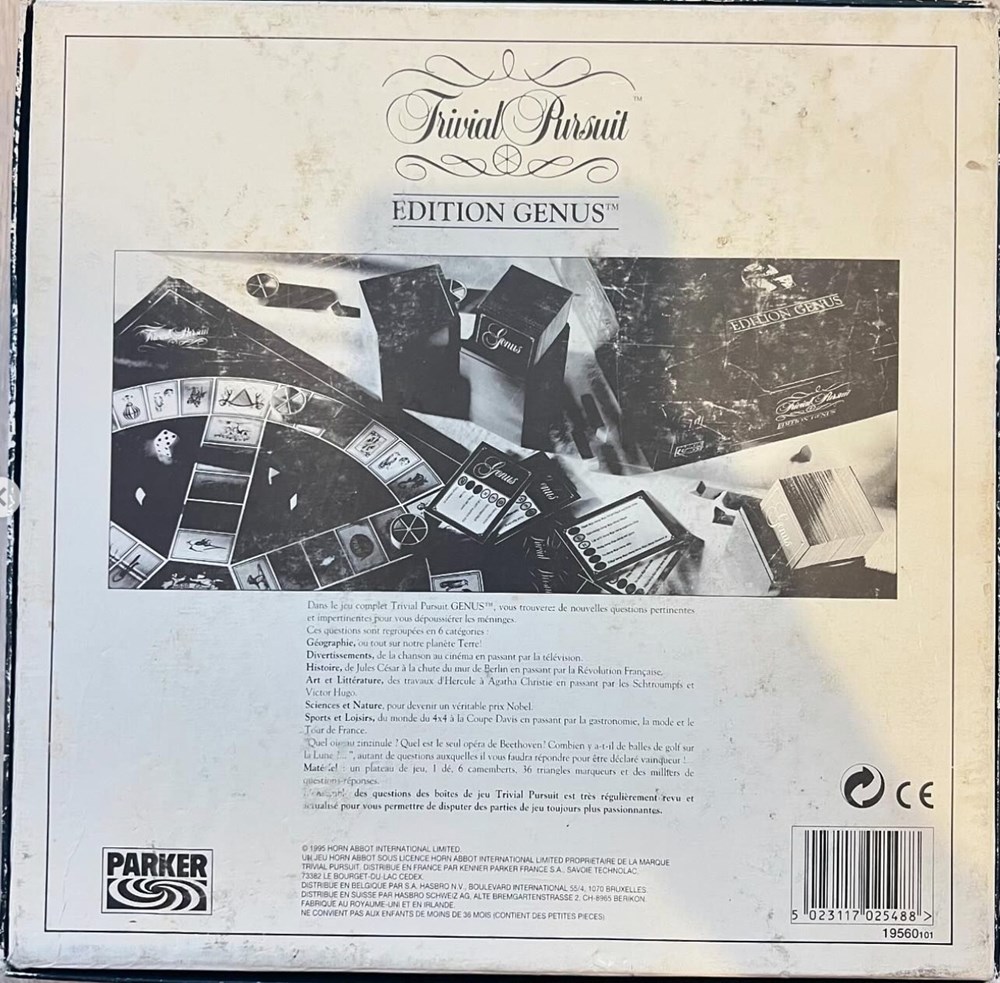 Trivial Pursuit™
EDITION GENUS™
Trivial Pursuit
Genus
EDITION GENUS
Trivial Pursuit
EDITION GENUS
Genus
Genus
Dans le jeu complet Trivial Pursuit GENUS™, vous trouverez de nouvelles questions pertinentes
et impertinentes pour vous dépoussiérer les méninges.
Ces questions sont regroupées en 6 catégories :
Géographie, ou tout sur notre planète Terre!
Divertissements, de la chanson au cinéma en passant par la télévision.
Histoire, de Jules César à la chute du mur de Berlin en passant par la Révolution Française.
Art et Littérature, des travaux d'Hercule à Agatha Christie en passant par les Schtroumpfs et
Victor Hugo.
Sciences et Nature, pour devenir un véritable prix Nobel.
Sports et Loisirs, du monde du 4x4 à la Coupe Davis en passant par la gastronomie, la mode et le
Tour de France.
"Quel oiseau zinzinule ? Quel est le seul opéra de Beethoven? Combien y a-t-il de balles de golf sur
la Lune ?... ", autant de questions auxquelles il vous faudra répondre pour être déclaré vainqueur !
Matériel : un plateau de jeu, 1 dé, 6 camemberts, 36 triangles marqueurs et des milliers de
questions-réponses.
des questions des boîtes de jeu Trivial Pursuit est très régulièrement revu et
actualisé pour vous permettre de disputer des parties de jeu toujours plus passionnantes.
PARKER
© 1995 HORN ABBOT INTERNATIONAL LIMITED.
UN JEU HORN ABBOT SOUS LICENCE HORN ABBOT INTERNATIONAL LIMITED PROPRIETAIRE DE LA MARQUE
TRIVIAL PURSUIT. DISTRIBUE EN FRANCE PAR KENNER PARKER FRANCE S.A., SAVOIE TECHNOLAC,
73382 LE BOURGET-DU-LAC CEDEX.
DISTRIBUE EN BELGIQUE PAR S.A. HASBRO N.V., BOULEVARD INTERNATIONAL 55/4, 1070 BRUXELLES.
DISTRIBUE EN SUISSE PAR HASBRO SCHWEIZ AG, ALTE BREMGARTENSTRASSE 2, CH-8965 BERIKON.
FABRIQUE AU ROYAUME-UNI ET EN IRLANDE.
NE CONVIENT PAS AUX ENFANTS DE MOINS DE 36 MOIS (CONTIENT DES PETITES PIECES)
CE
5 023117 025488 >
19560101